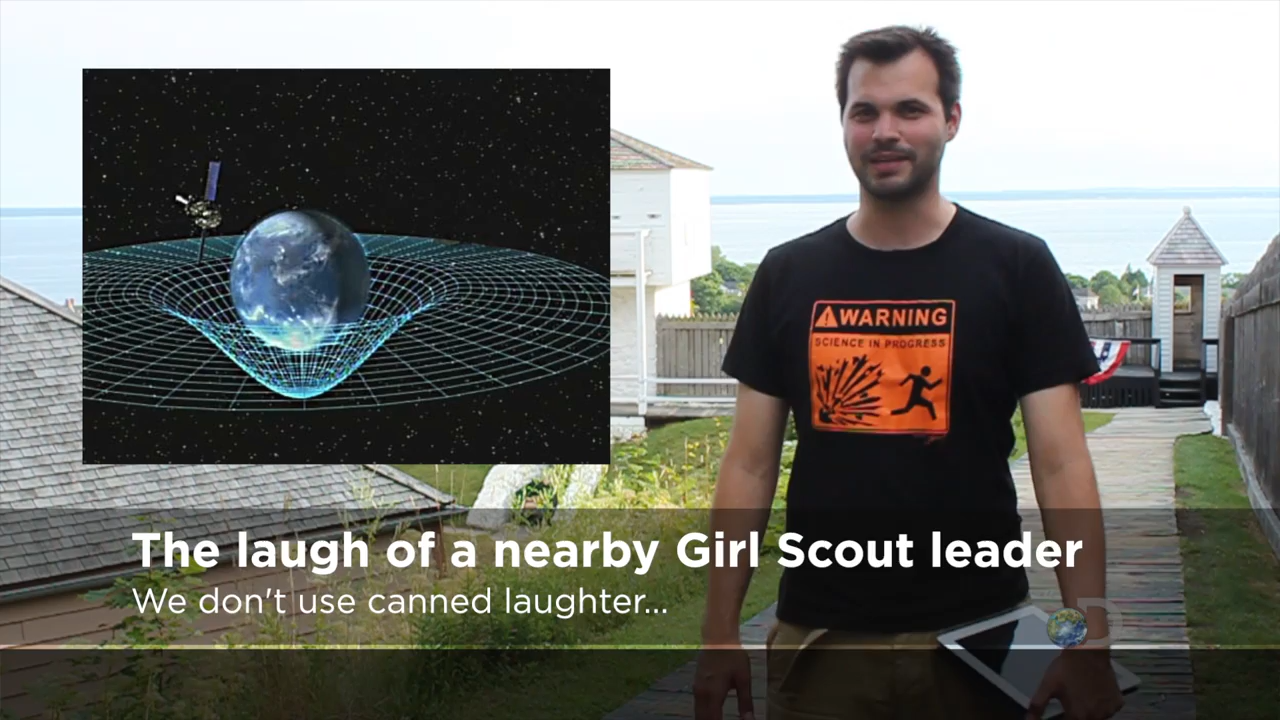 WARNING
SCIENCE IN PROGRESS
The laugh of a nearby Girl Scout leader
We don't use canned laughter...